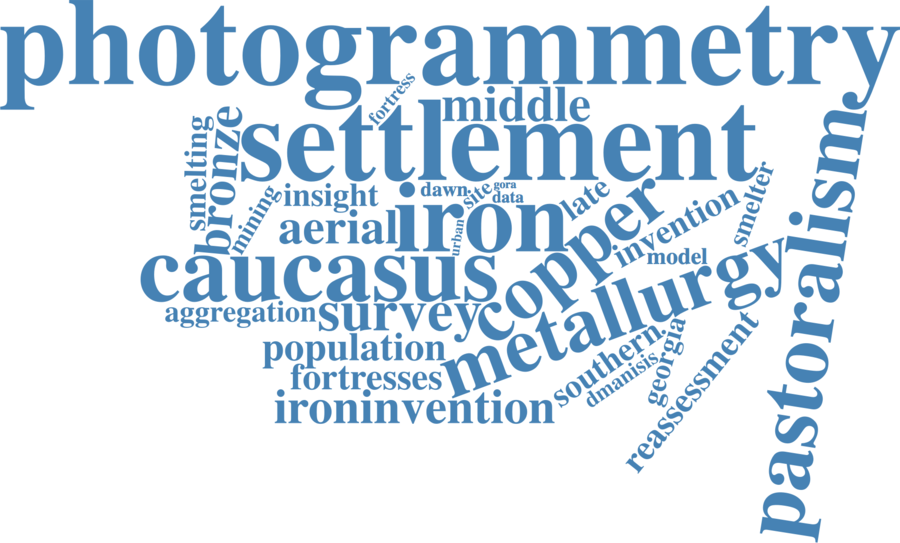 photogrammetry
fortress
middle
settlement
smelting
bronze
mining
insight
dawn
site
gora
data
late
aerial
iron
urban
copper
invention
smelter
model
pastoralism
caucasus
metallurgy
aggregation
survey
population
southern
georgia
reassessment
fortresses
dmanisis
ironinvention